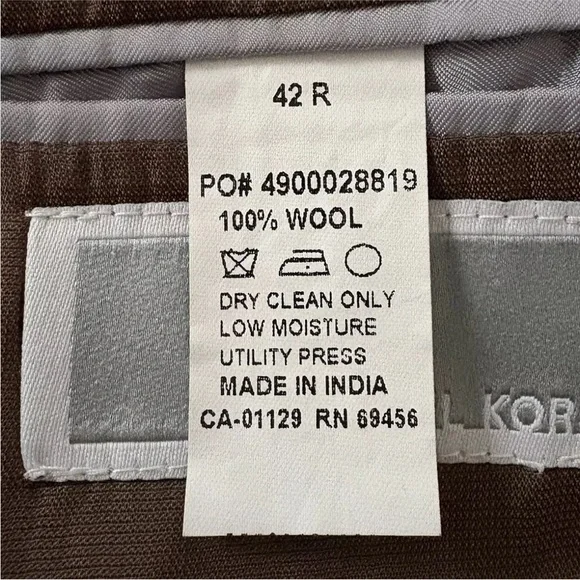 42 R
PO# 4900028819
100% WOOL
DRY CLEAN ONLY
LOW MOISTURE
UTILITY PRESS
MADE IN INDIA
CA-01129 RN 69456
L KOR